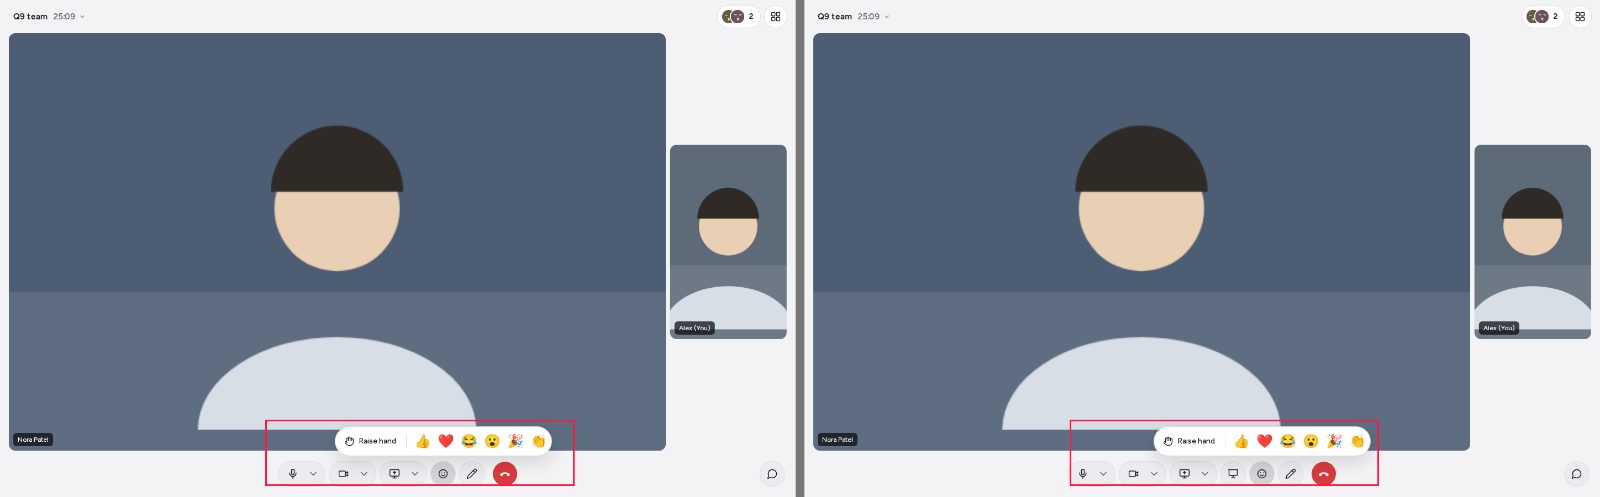 Q9 team 25:09
2
Nora Patel
Alex (You)
Raise hand
Q9 team 25:09
2
Nora Patel
Alex (You)
Raise hand